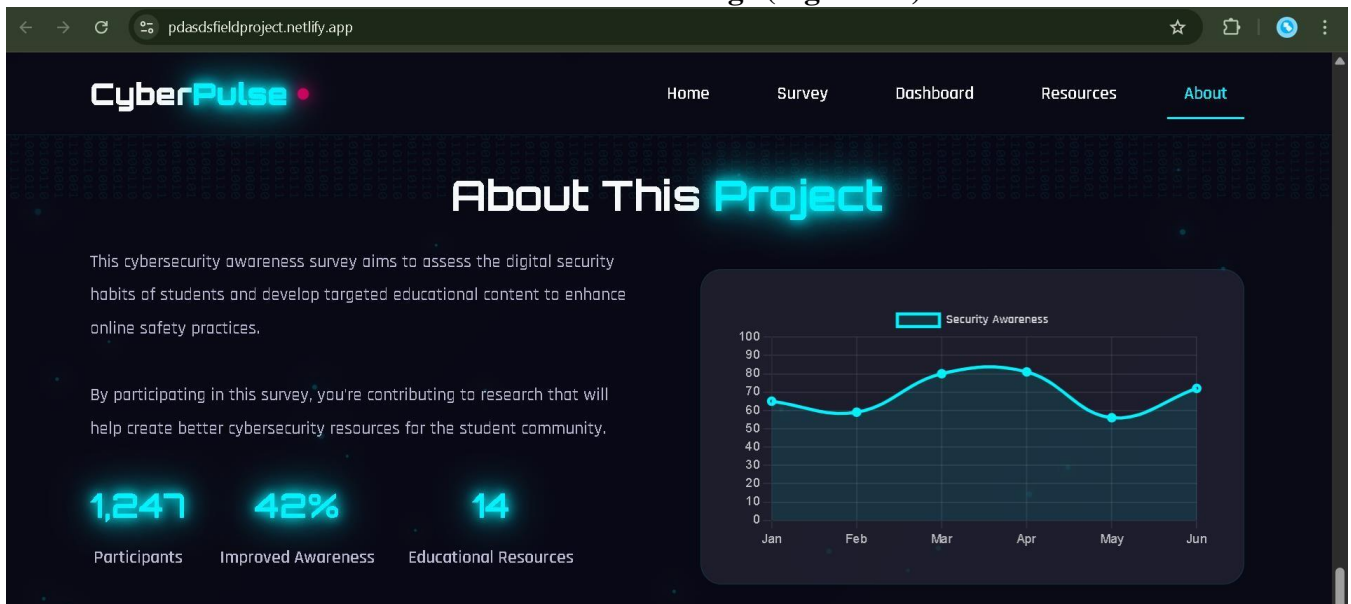 pdasdsfieldproject.netlify.app
CyberPulse
Home Survey Dashboard Resources About
About This Project
This cybersecurity awareness survey aims to assess the digital security
habits of students and develop targeted educational content to enhance
online safety practices.
By participating in this survey, you're contributing to research that will
help create better cybersecurity resources for the student community.
1,247 42% 14
Participants Improved Awareness Educational Resources
Security Awareness
100
90
80
70
60
50
40
30
20
10
0
Jan Feb Mar Apr May Jun